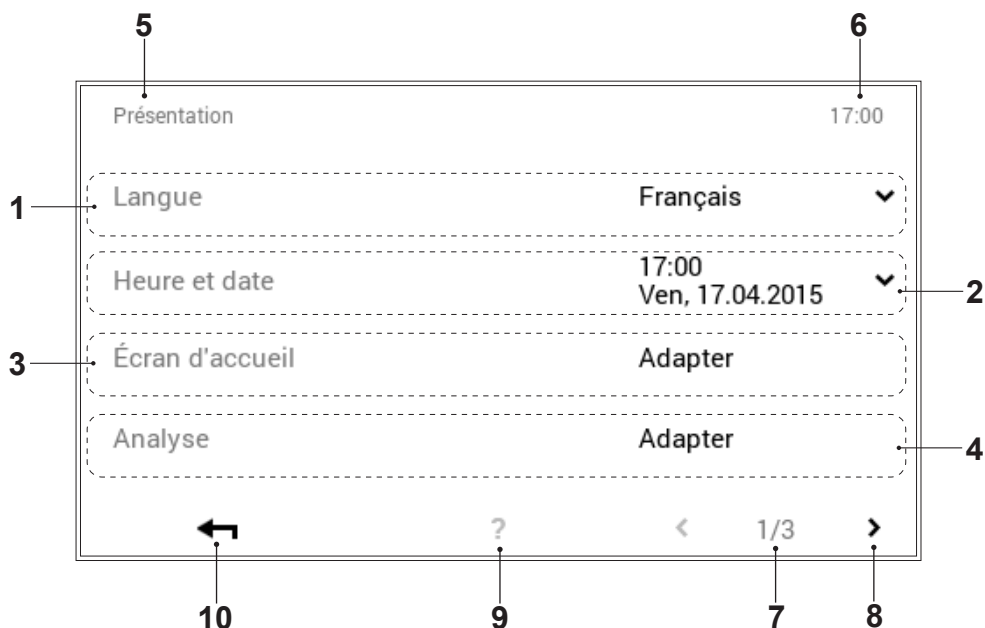 5 6
Présentation 17:00
1 Langue Français
Heure et date 17:00
Ven, 17.04.2015 2
3 Écran d'accueil Adapter
Analyse Adapter 4
? < 1/3 >
10 9 7 8